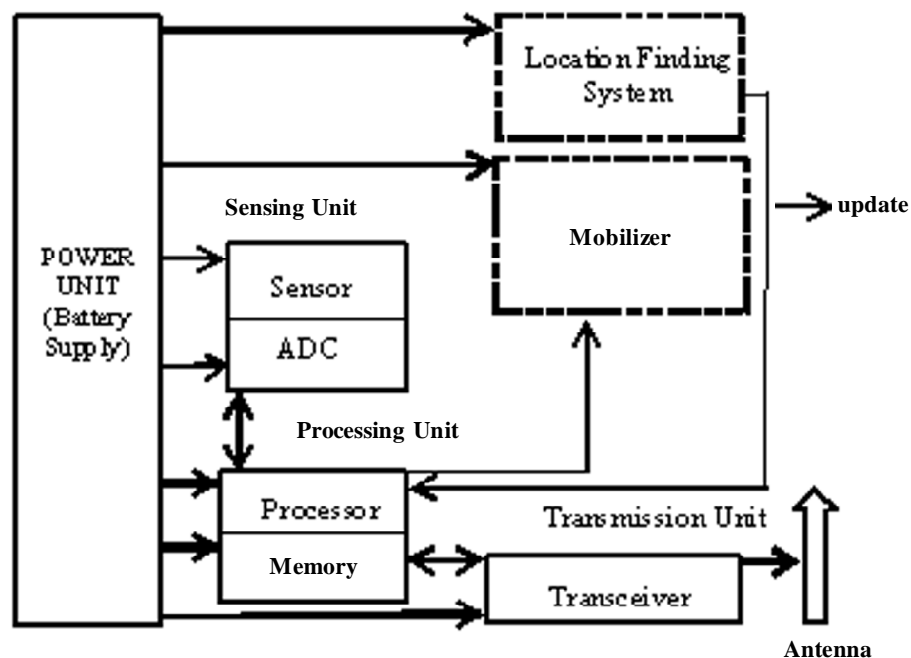 Location Finding
System
update
Sensing Unit
Mobilizer
POWER
UNIT
(Battery
Supply)
Sensor
ADC
Processing Unit
Processor
Memory
Transmission Unit
Transceiver
Antenna